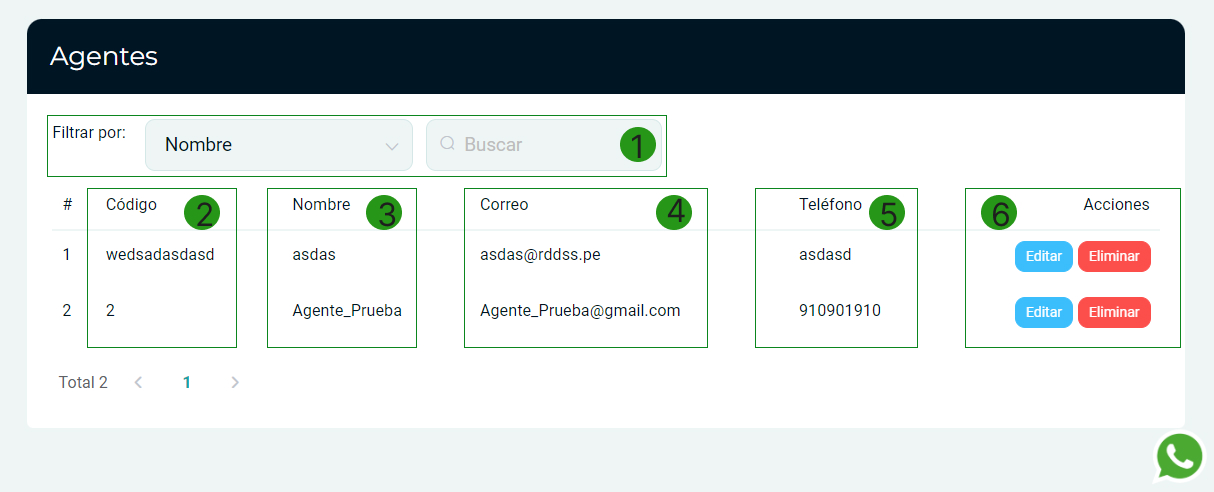 Agentes
Filtrar por: Nombre Buscar 1
# Código 2 Nombre 3 Correo 4 Teléfono 5 6 Acciones
1 wedsadasdasd asdas asdas@rddss.pe asdasd Editar Eliminar
2 2 Agente_Prueba Agente_Prueba@gmail.com 910901910 Editar Eliminar
Total 2 < 1 >